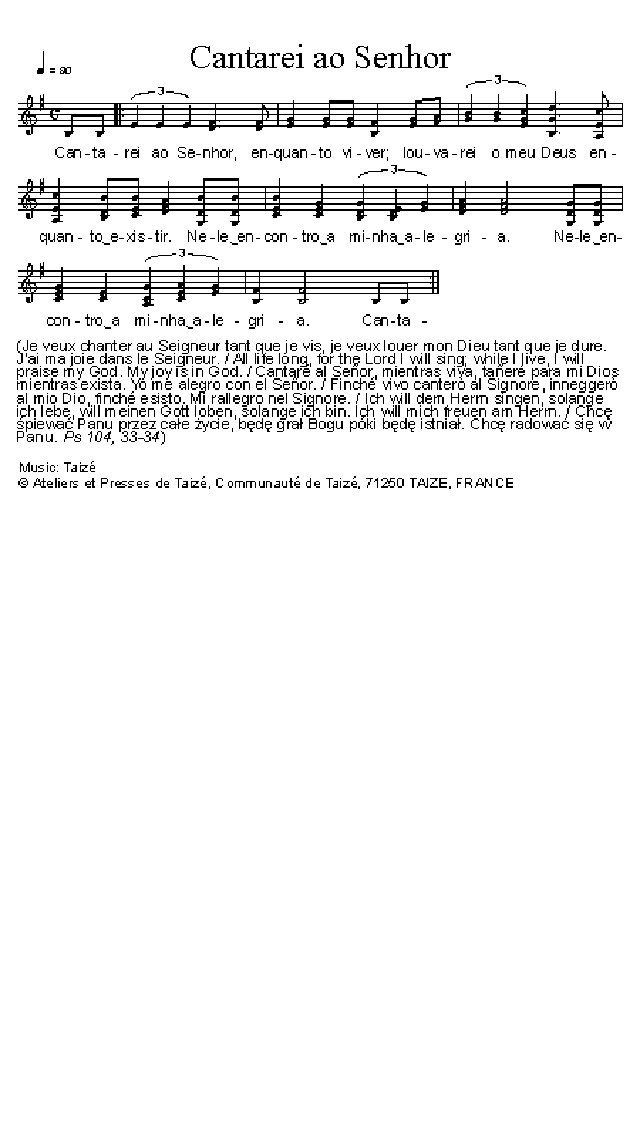 Cantarei ao Senhor
♩ = 80
3
3
Can-ta-rei ao Se-nhor, en-quan-to vi-ver; lou-va-rei o meu Deus en-
3
quan-to_e-xis-tir. Ne-le_en-con-tro_a mi-nha_a-le-gri-a. Ne-le_en-
3
con-tro_a mi-nha_a-le-gri-a. Can-ta-
(Je veux chanter au Seigneur tant que je vis, je veux louer mon Dieu tant que je dure.
J'ai ma joie dans le Seigneur. / All life long, for the Lord I will sing; while I live, I will
praise my God. My joy is in God. / Cantaré al Señor, mientras viva, tañeré para mi Dios
mientras exista. Yo me alegro con el Señor. / Finché vivo canterò al Signore, inneggerò
al mio Dio, finché esisto. Mi rallegro nel Signore. / Ich will dem Herrn singen, solange
ich lebe, will meinen Gott loben, solange ich bin. Ich will mich freuen am Herrn. / Chcę
śpiewać Panu przez całe życie, będę grał Bogu póki będę istniał. Chcę radować się w
Panu. Ps 104, 33-34)
Music: Taizé
© Ateliers et Presses de Taizé, Communauté de Taizé, 71250 TAIZE, FRANCE